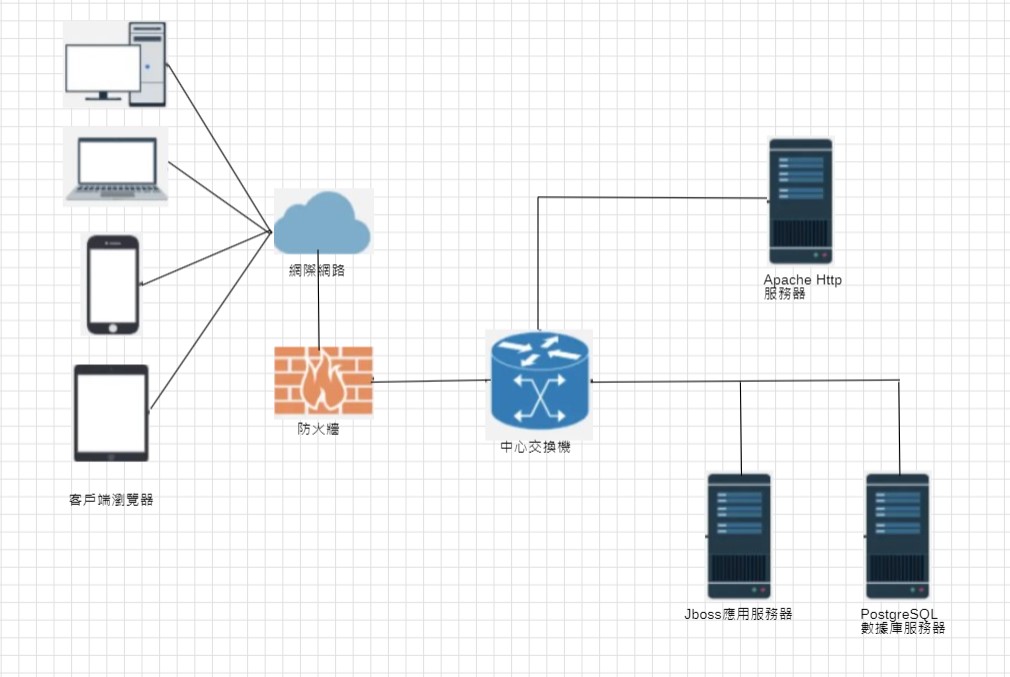 網際網路
Apache Http
服務器
防火牆
中心交換機
客戶端瀏覽器
Jboss應用服務器
PostgreSQL
數據庫服務器